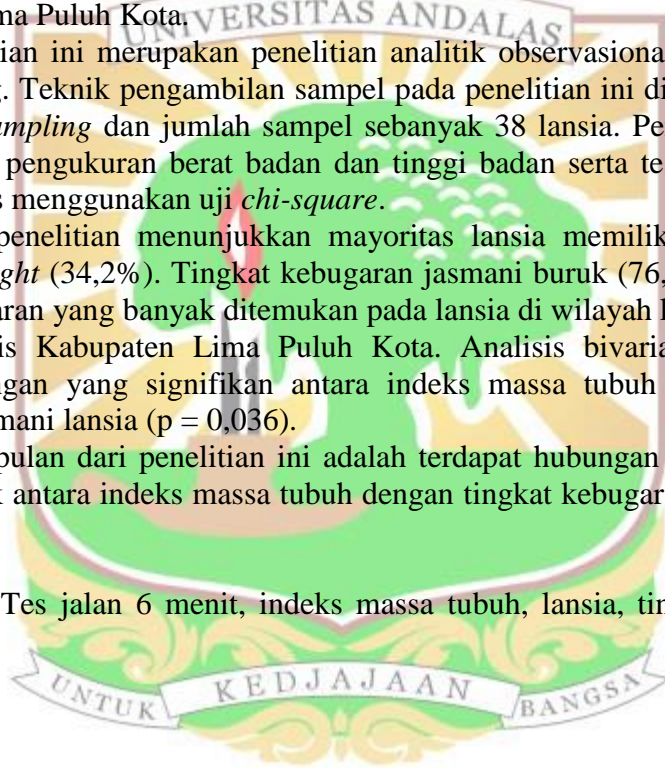 ma Puluh Kota.
UNIVERSITAS ANDALAS
ian ini merupakan penelitian analitik observasiona
g. Teknik pengambilan sampel pada penelitian ini di
ampling dan jumlah sampel sebanyak 38 lansia. Pe
pengukuran berat badan dan tinggi badan serta te
s menggunakan uji chi-square.
penelitian menunjukkan mayoritas lansia memilik
ght (34,2%). Tingkat kebugaran jasmani buruk (76,
aran yang banyak ditemukan pada lansia di wilayah
is Kabupaten Lima Puluh Kota. Analisis bivaria
ngan yang signifikan antara indeks massa tubuh
mani lansia (p = 0,036).
pulan dari penelitian ini adalah terdapat hubungan
k antara indeks massa tubuh dengan tingkat kebugar
Tes jalan 6 menit, indeks massa tubuh, lansia, tin
UNTUK KEDJAJAAN BANGSA